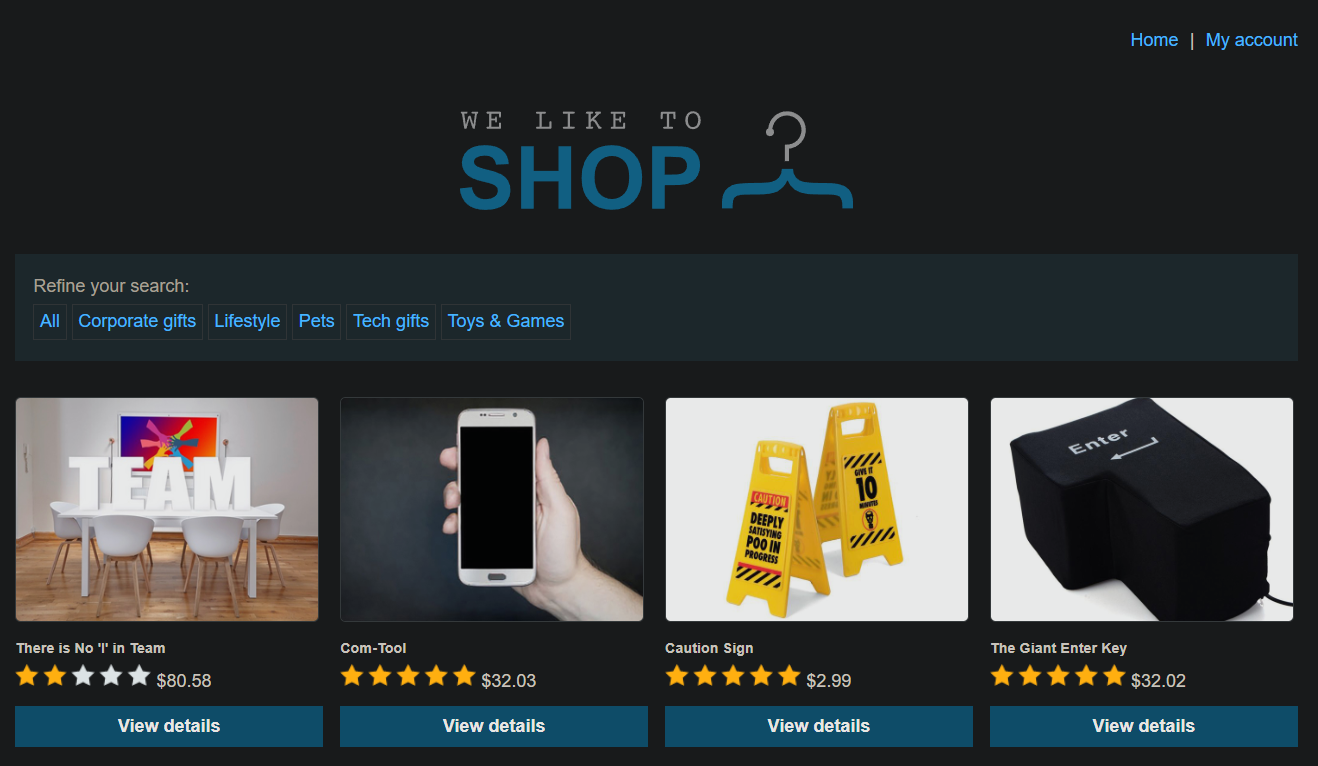 Home | My account
WE LIKE TO
SHOP
Refine your search:
All Corporate gifts Lifestyle Pets Tech gifts Toys & Games
TEAM
CAUTION
DEEPLY
SATISFYING
POO IN
PROGRESS
GIVE IT
10
MINUTES
Enter
There is No 'I' in Team
$80.58
View details
Com-Tool
$32.03
View details
Caution Sign
$2.99
View details
The Giant Enter Key
$32.02
View details